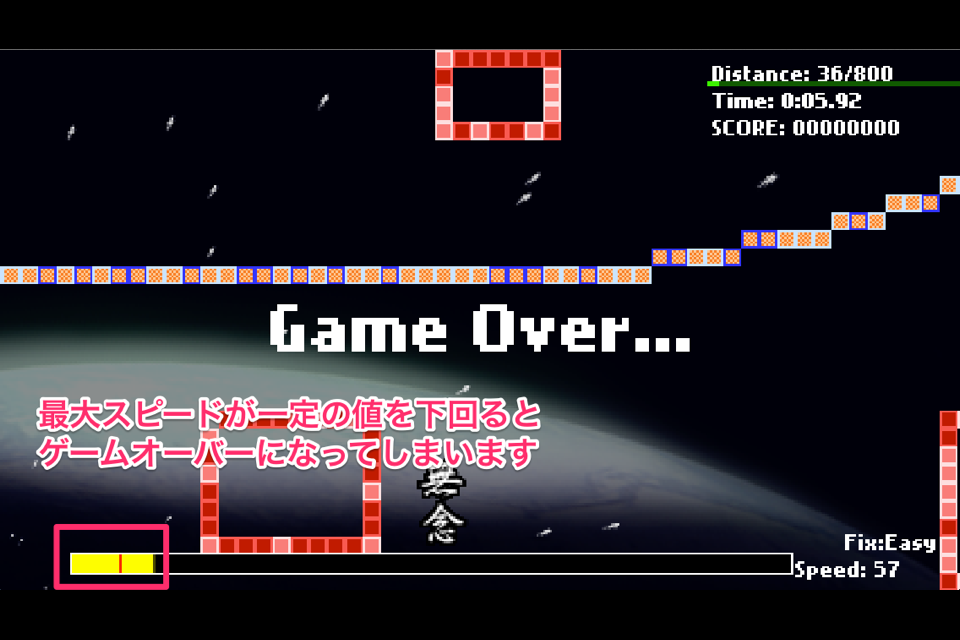 Distance: 36/800
Time: 0:05.92
SCORE: 00000000
Game Over...
最大スピードが一定の値を下回ると
ゲームオーバーになってしまいます
無
念
Fix:Easy
Speed: 57